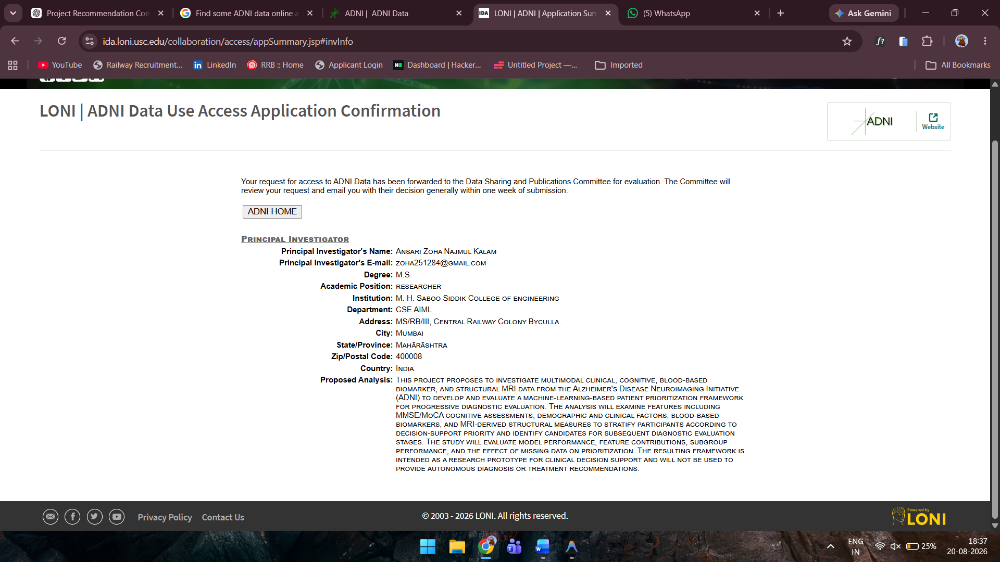 Project Recommendation Con
Find some ADNI data online a
ADNI | ADNI Data
IDA
LONI | ADNI | Application Sum
(5) WhatsApp
Ask Gemini
ida.loni.usc.edu/collaboration/access/appSummary.jsp#invInfo
f?
YouTube
Railway Recruitment...
in
LinkedIn
RRB :: Home
Applicant Login
H
Dashboard | Hacker...
Untitled Project —...
Imported
All Bookmarks
LONI | ADNI Data Use Access Application Confirmation
ADNI
Website
Your request for access to ADNI Data has been forwarded to the Data Sharing and Publications Committee for evaluation. The Committee will
review your request and email you with their decision generally within one week of submission.
ADNI HOME
PRINCIPAL INVESTIGATOR
Principal Investigator's Name: ANSARI ZOHA NAJMUL KALAM
Principal Investigator's E-mail: ZOHA251284@GMAIL.COM
Degree: M.S.
Academic Position: RESEARCHER
Institution: M. H. SABOO SIDDIK COLLEGE OF ENGINEERING
Department: CSE AIML
Address: MS/RB/III, CENTRAL RAILWAY COLONY BYCULLA.
City: MUMBAI
State/Province: MAHĀRĀSHTRA
Zip/Postal Code: 400008
Country: INDIA
Proposed Analysis: THIS PROJECT PROPOSES TO INVESTIGATE MULTIMODAL CLINICAL, COGNITIVE, BLOOD-BASED
BIOMARKER, AND STRUCTURAL MRI DATA FROM THE ALZHEIMER'S DISEASE NEUROIMAGING INITIATIVE
(ADNI) TO DEVELOP AND EVALUATE A MACHINE-LEARNING-BASED PATIENT PRIORITIZATION FRAMEWORK
FOR PROGRESSIVE DIAGNOSTIC EVALUATION. THE ANALYSIS WILL EXAMINE FEATURES INCLUDING
MMSE/MOCA COGNITIVE ASSESSMENTS, DEMOGRAPHIC AND CLINICAL FACTORS, BLOOD-BASED
BIOMARKERS, AND MRI-DERIVED STRUCTURAL MEASURES TO STRATIFY PARTICIPANTS ACCORDING TO
DECISION-SUPPORT PRIORITY AND IDENTIFY CANDIDATES FOR SUBSEQUENT DIAGNOSTIC EVALUATION
STAGES. THE STUDY WILL EVALUATE MODEL PERFORMANCE, FEATURE CONTRIBUTIONS, SUBGROUP
PERFORMANCE, AND THE EFFECT OF MISSING DATA ON PRIORITIZATION. THE RESULTING FRAMEWORK IS
INTENDED AS A RESEARCH PROTOTYPE FOR CLINICAL DECISION SUPPORT AND WILL NOT BE USED TO
PROVIDE AUTONOMOUS DIAGNOSIS OR TREATMENT RECOMMENDATIONS.
Privacy Policy
Contact Us
© 2003 - 2026 LONI. All rights reserved.
Powered by
LONI
ENG
IN
25%
18:37
20-08-2026